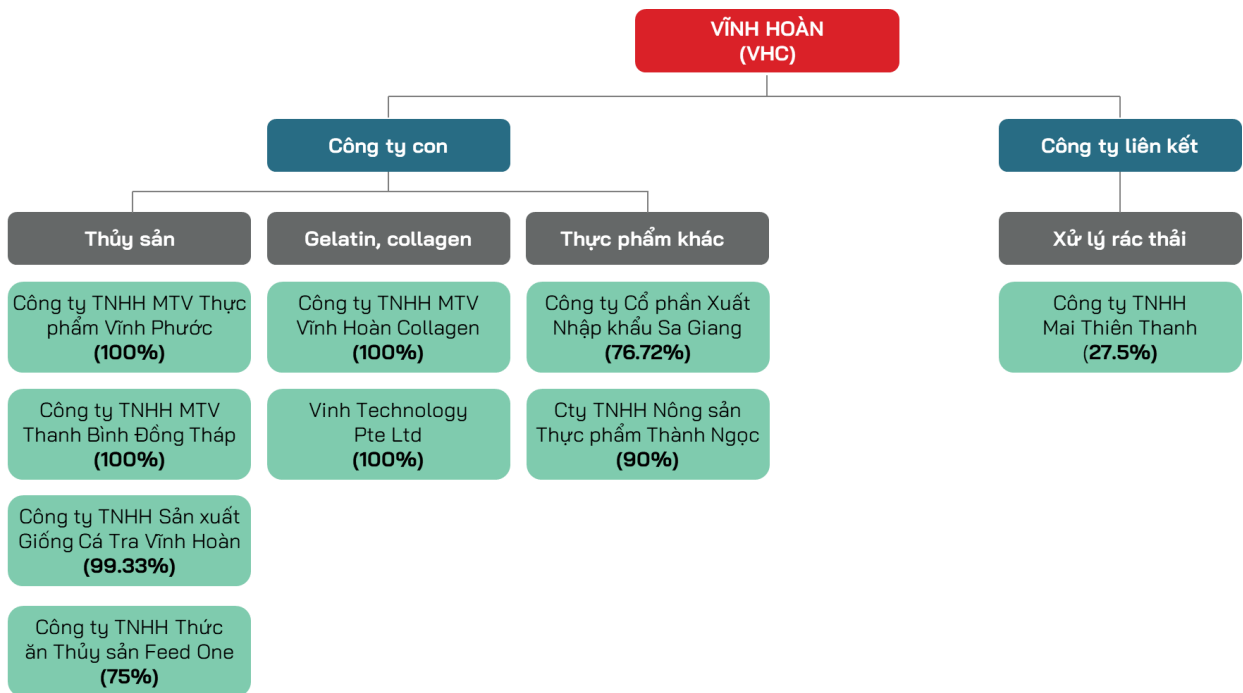 VĨNH HOÀN
(VHC)
Công ty con
Công ty liên kết
Thủy sản
Gelatin, collagen
Thực phẩm khác
Xử lý rác thải
Công ty TNHH MTV Thực
phẩm Vĩnh Phước
(100%)
Công ty TNHH MTV
Vĩnh Hoàn Collagen
(100%)
Công ty Cổ phần Xuất
Nhập khẩu Sa Giang
(76.72%)
Công ty TNHH
Mai Thiên Thanh
(27.5%)
Công ty TNHH MTV
Thanh Bình Đồng Tháp
(100%)
Vinh Technology
Pte Ltd
(100%)
Cty TNHH Nông sản
Thực phẩm Thành Ngọc
(90%)
Công ty TNHH Sản xuất
Giống Cá Tra Vĩnh Hoàn
(99.33%)
Công ty TNHH Thức
ăn Thủy sản Feed One
(75%)